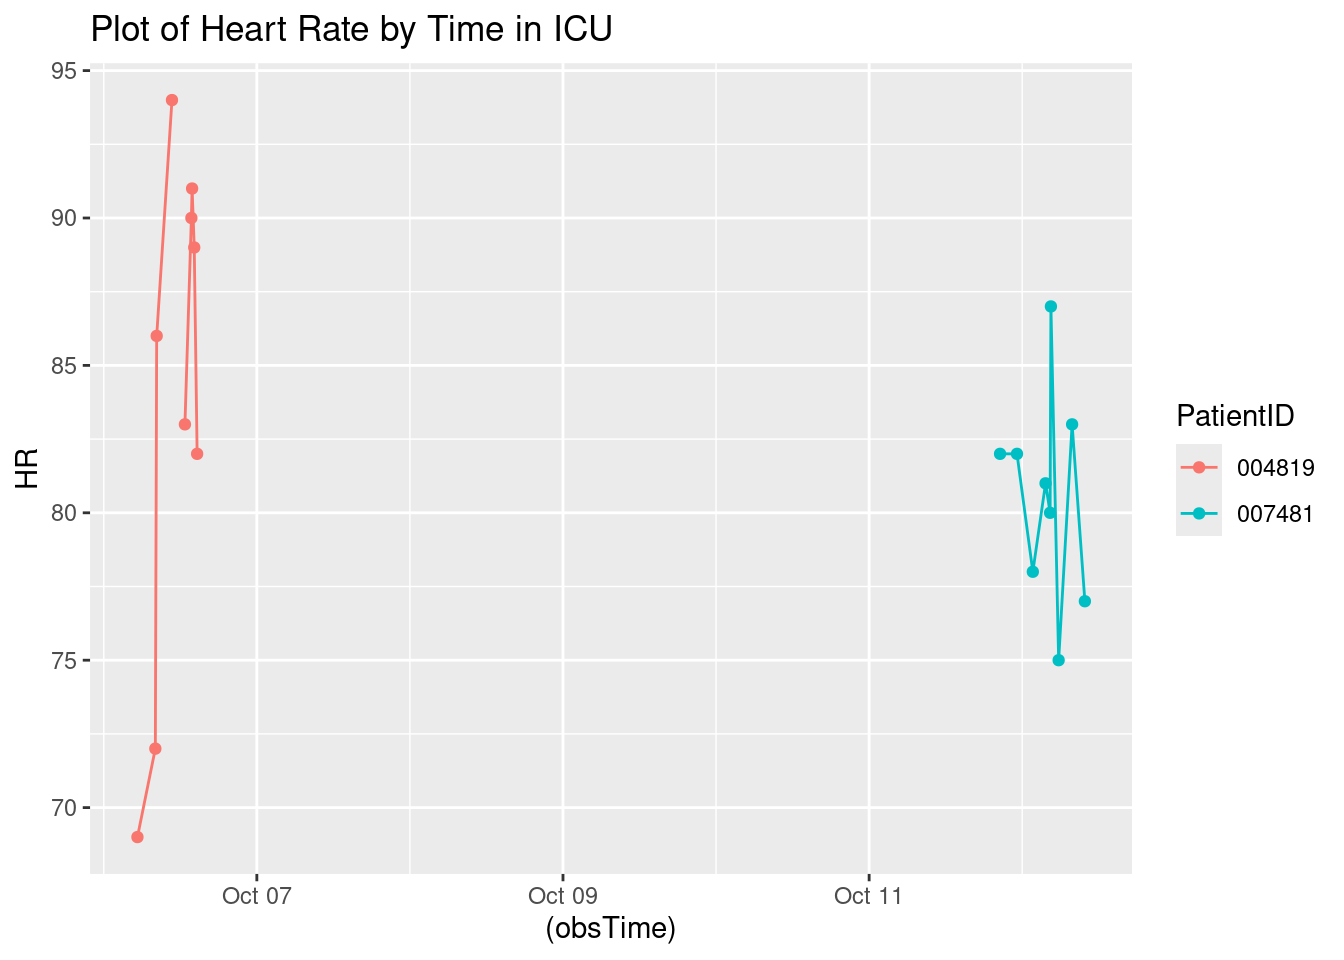 Plot of Heart Rate by Time in ICU
95
90
85
80
75
70
HR
Oct 07
Oct 09
Oct 11
(obsTime)
PatientID
004819
007481